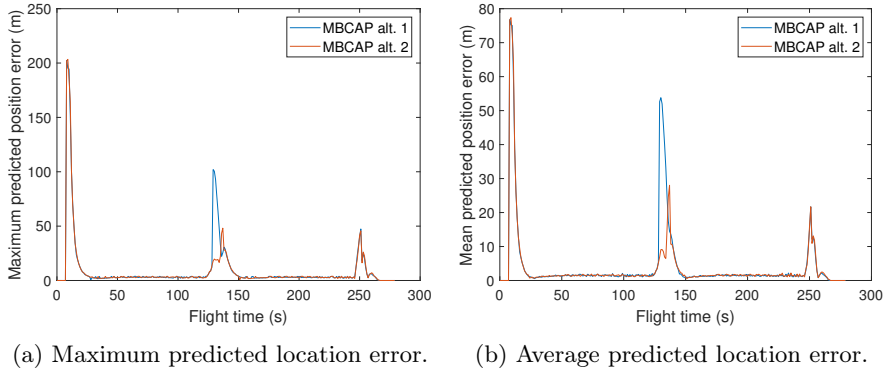 250
200
150
100
50
0
Maximum predicted position error (m)
0 50 100 150 200 250 300
Flight time (s)
MBCAP alt. 1
MBCAP alt. 2
(a) Maximum predicted location error.
80
70
60
50
40
30
20
10
0
Mean predicted position error (m)
0 50 100 150 200 250 300
Flight time (s)
MBCAP alt. 1
MBCAP alt. 2
(b) Average predicted location error.